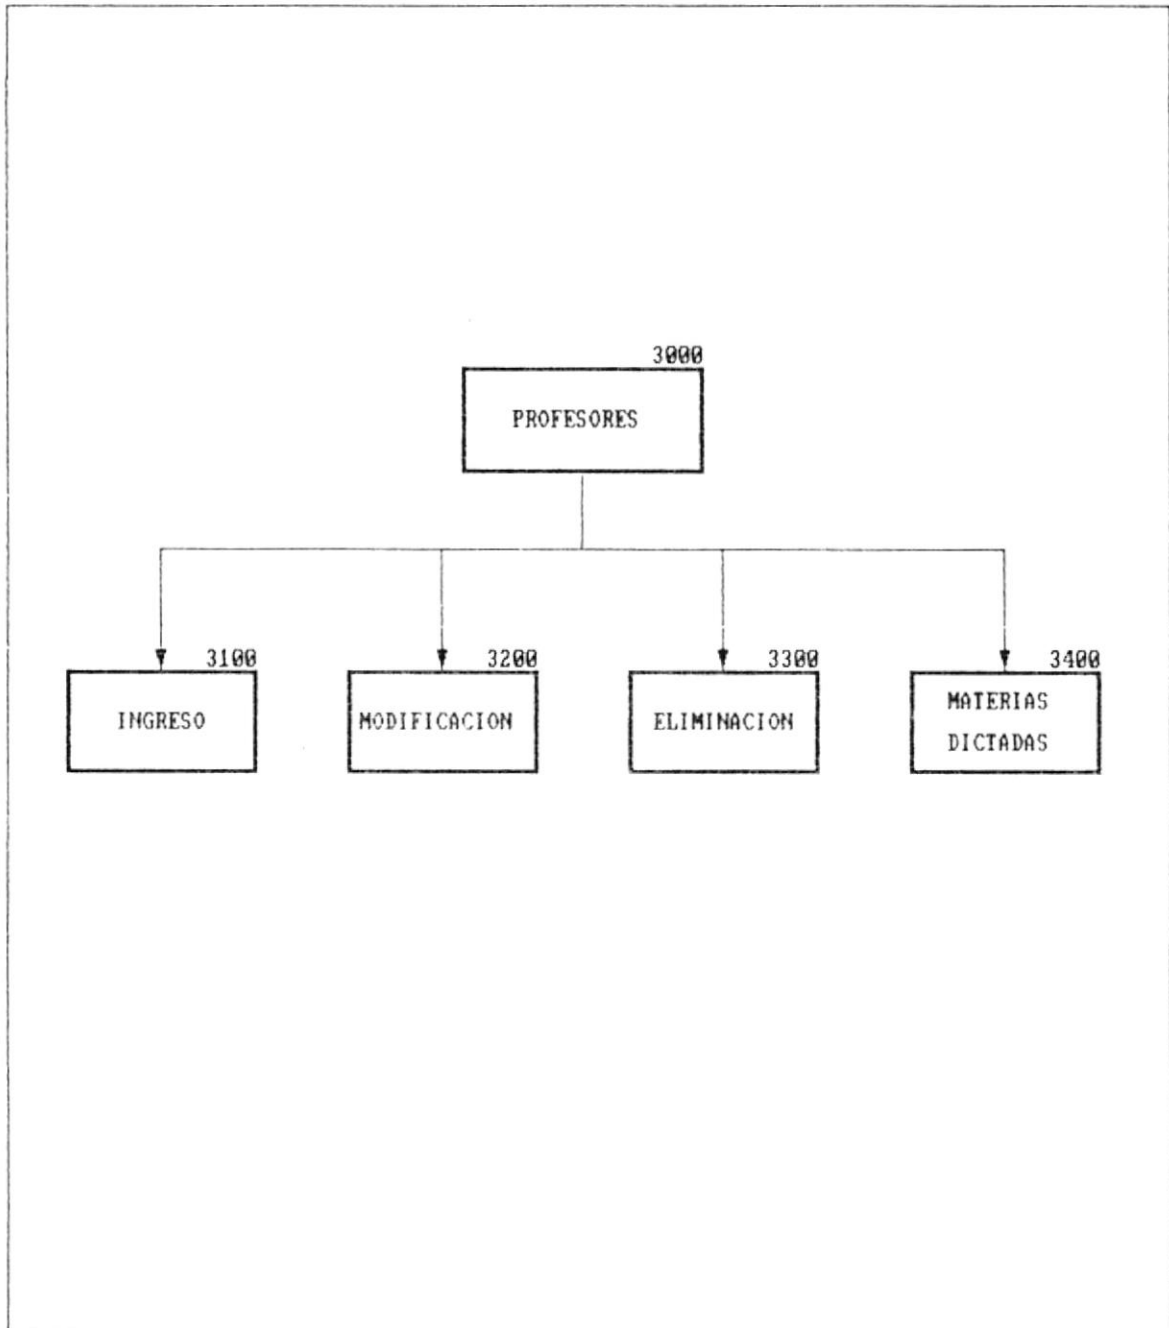 3000
PROFESORES
3100
3200
3300
3400
INGRESO
MODIFICACION
ELIMINACION
MATERIAS
DICTADAS